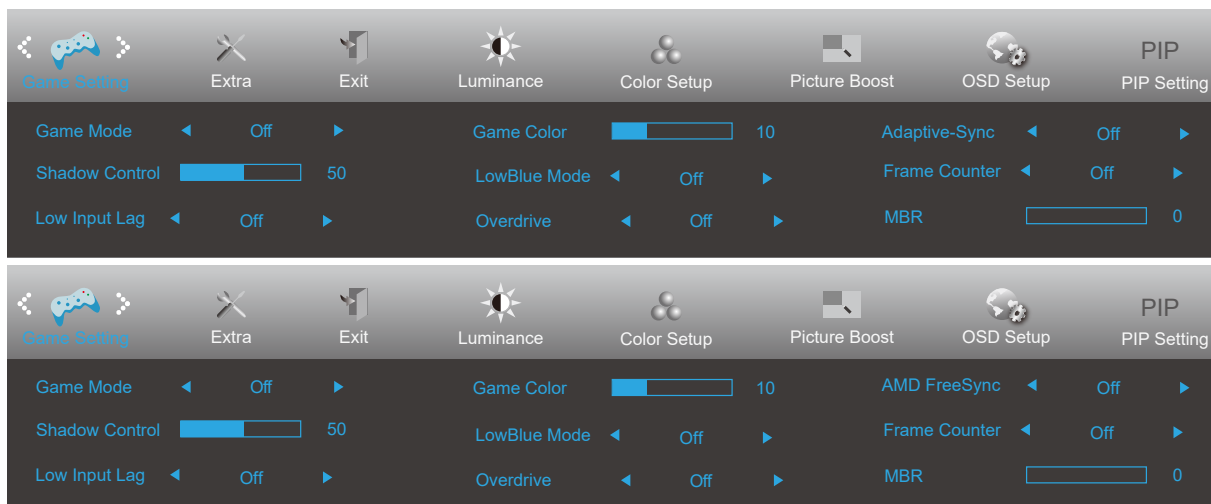 PIP
Game Setting Extra Exit Luminance Color Setup Picture Boost OSD Setup PIP Setting
Game Mode Off Game Color 10 Adaptive-Sync Off
Shadow Control 50 LowBlue Mode Off Frame Counter Off
Low Input Lag Off Overdrive Off MBR 0
PIP
Game Setting Extra Exit Luminance Color Setup Picture Boost OSD Setup PIP Setting
Game Mode Off Game Color 10 AMD FreeSync Off
Shadow Control 50 LowBlue Mode Off Frame Counter Off
Low Input Lag Off Overdrive Off MBR 0